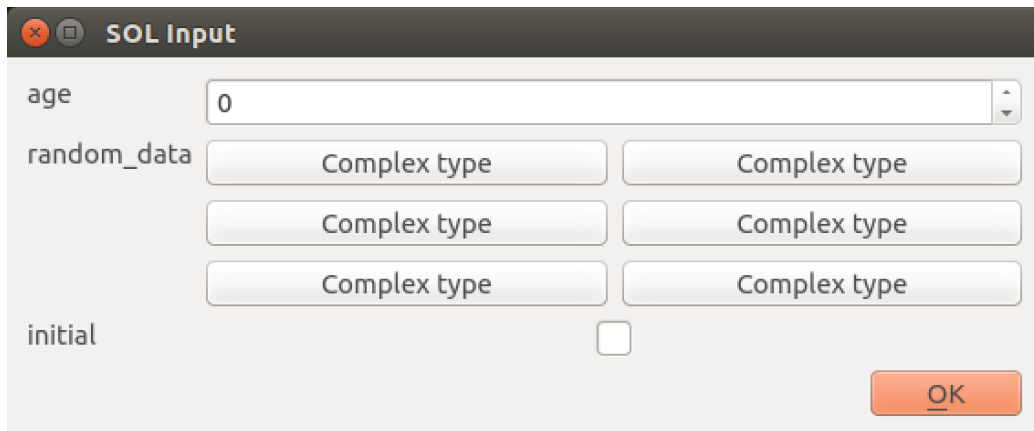 SOL Input
age 0
random_data Complex type Complex type
Complex type Complex type
Complex type Complex type
initial
OK